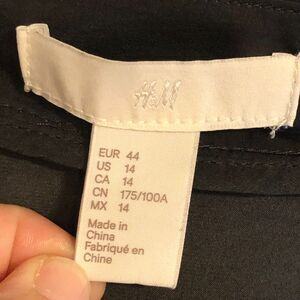 H&M
EUR 44
US 14
CA 14
CN 175/100A
MX 14
Made in
China
Fabriqué en
Chine